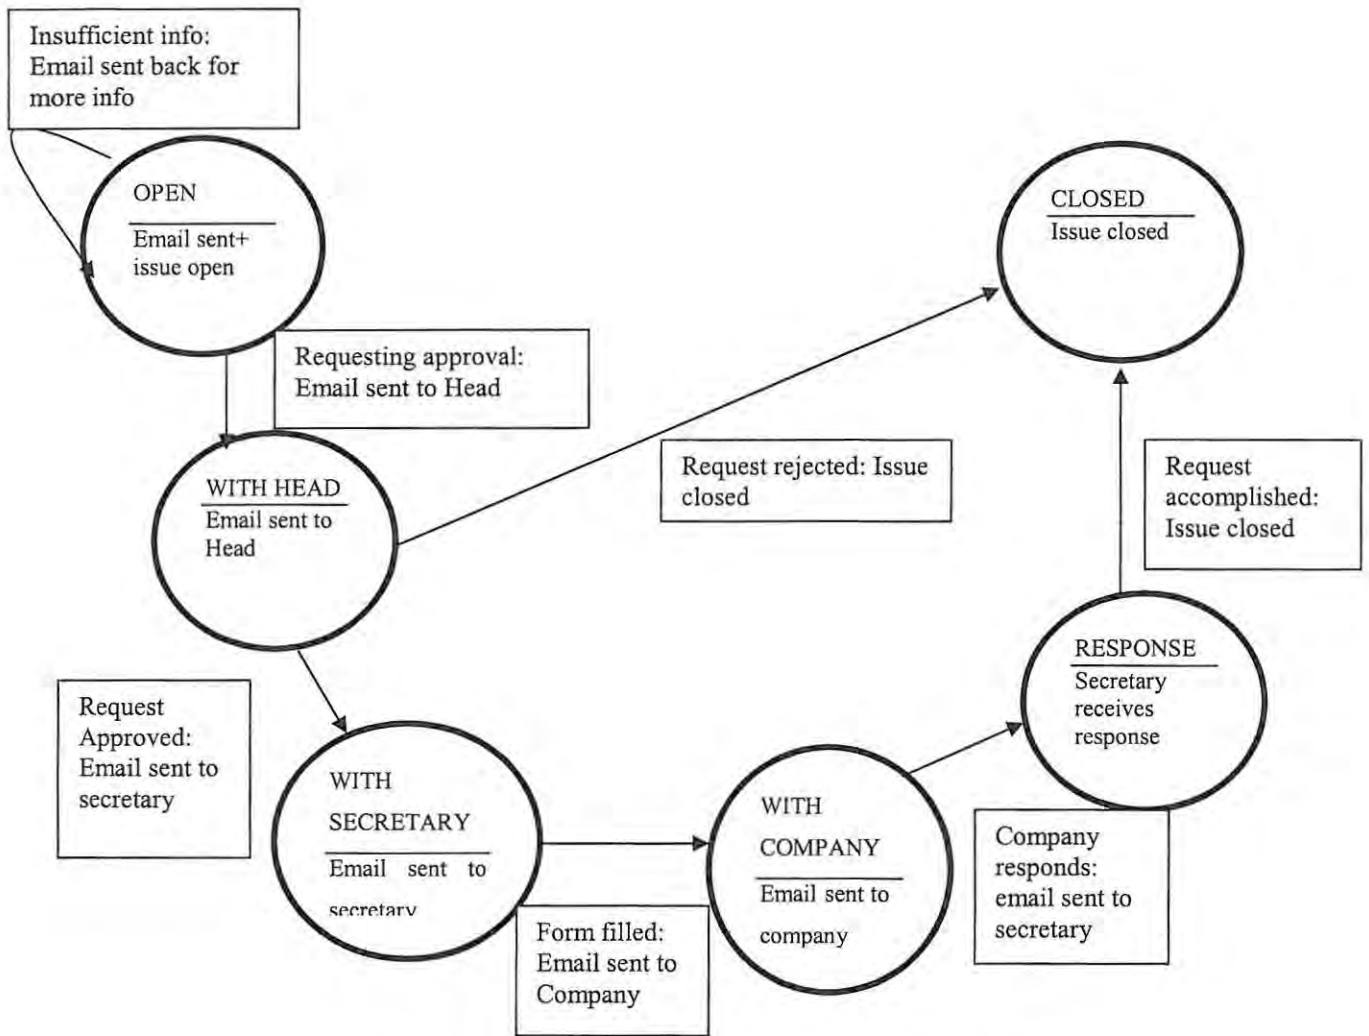 Insufficient info:
Email sent back for
more info
OPEN
Email sent+
issue open
CLOSED
Issue closed
Requesting approval:
Email sent to Head
WITH HEAD
Email sent to
Head
Request rejected: Issue
closed
Request
accomplished:
Issue closed
RESPONSE
Secretary
receives
response
Request
Approved:
Email sent to
secretary
WITH
SECRETARY
Email sent to
secretary
WITH
COMPANY
Email sent to
company
Company
responds:
email sent to
secretary
Form filled:
Email sent to
Company